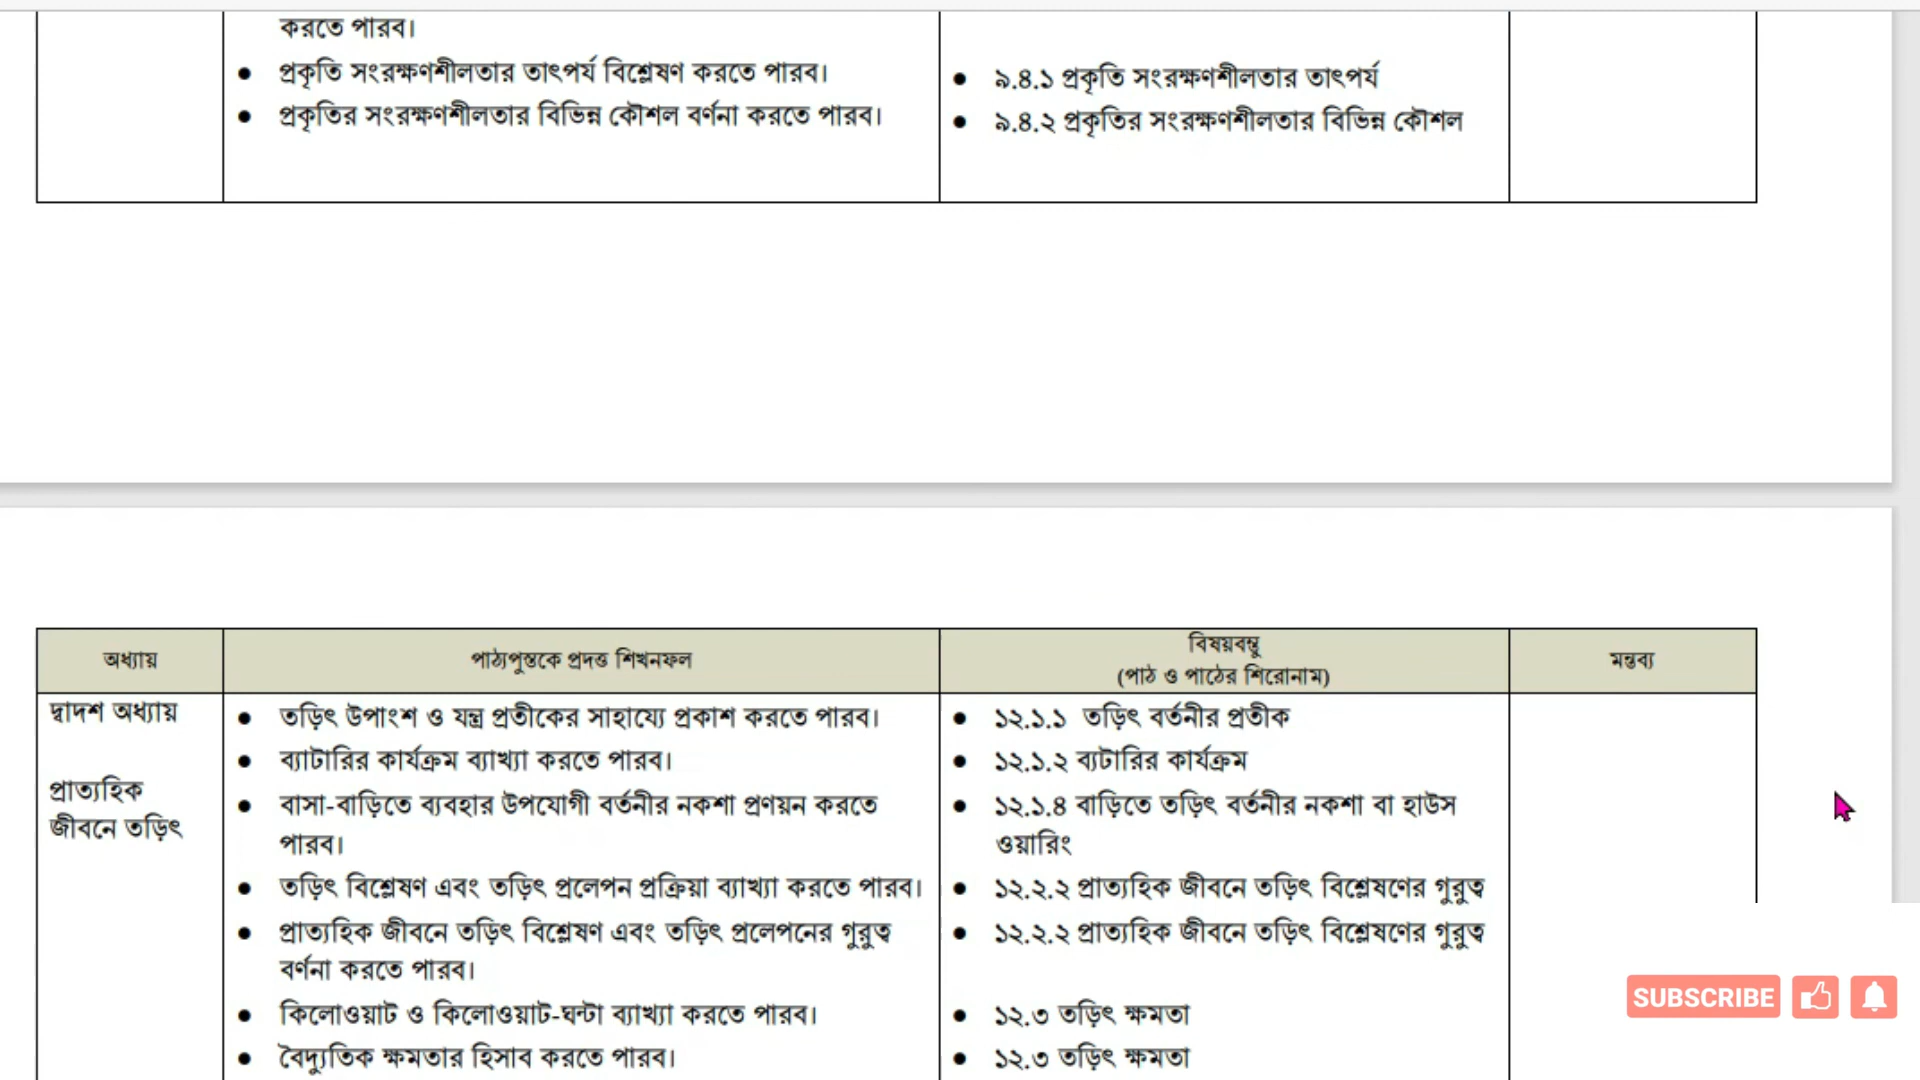 করতে পারব।
● প্রকৃতি সংরক্ষণশীলতার তাৎপর্য বিশ্লেষণ করতে পারব।
● প্রকৃতির সংরক্ষণশীলতার বিভিন্ন কৌশল বর্ণনা করতে পারব।
● ৯.৪.১ প্রকৃতি সংরক্ষণশীলতার তাৎপর্য
● ৯.৪.২ প্রকৃতির সংরক্ষণশীলতার বিভিন্ন কৌশল
অধ্যায়
পাঠ্যপুস্তকে প্রদত্ত শিখনফল
বিষয়বস্তু
(পাঠ ও পাঠের শিরোনাম)
মন্তব্য
দ্বাদশ অধ্যায়
প্রাত্যহিক
জীবনে তড়িৎ
● তড়িৎ উপাংশ ও যন্ত্র প্রতীকের সাহায্যে প্রকাশ করতে পারব।
● ব্যাটারির কার্যক্রম ব্যাখ্যা করতে পারব।
● বাসা-বাড়িতে ব্যবহার উপযোগী বর্তনীর নকশা প্রণয়ন করতে
পারব।
● তড়িৎ বিশ্লেষণ এবং তড়িৎ প্রলেপন প্রক্রিয়া ব্যাখ্যা করতে পারব।
● প্রাত্যহিক জীবনে তড়িৎ বিশ্লেষণ এবং তড়িৎ প্রলেপনের গুরুত্ব
বর্ণনা করতে পারব।
● কিলোওয়াট ও কিলোওয়াট-ঘন্টা ব্যাখ্যা করতে পারব।
● বৈদ্যুতিক ক্ষমতার হিসাব করতে পারব।
● ১২.১.১ তড়িৎ বর্তনীর প্রতীক
● ১২.১.২ ব্যটারির কার্যক্রম
● ১২.১.৪ বাড়িতে তড়িৎ বর্তনীর নকশা বা হাউস
ওয়ারিং
● ১২.২.২ প্রাত্যহিক জীবনে তড়িৎ বিশ্লেষণের গুরুত্ব
● ১২.২.২ প্রাত্যহিক জীবনে তড়িৎ বিশ্লেষণের গুরুত্ব
● ১২.৩ তড়িৎ ক্ষমতা
● ১২.৩ তড়িৎ ক্ষমতা
SUBSCRIBE